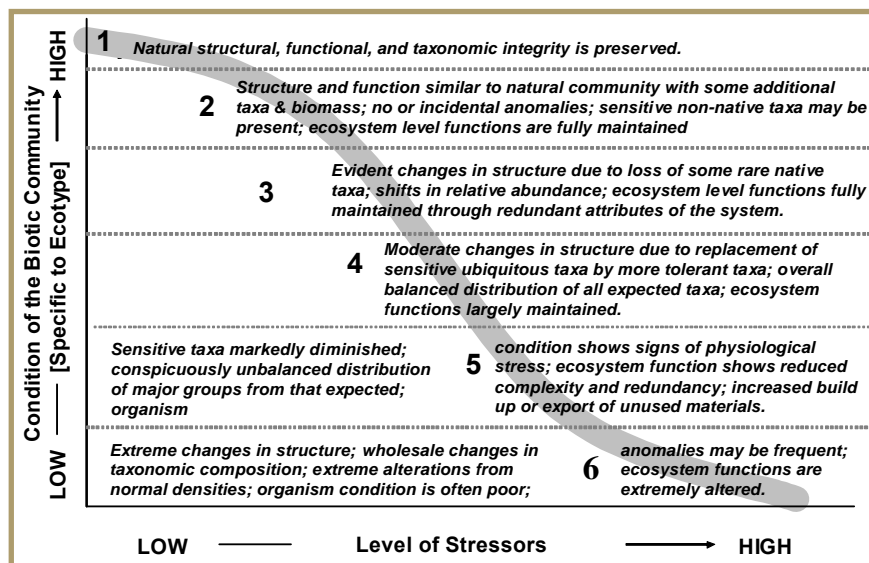 HIGH
Condition of the Biotic Community
[Specific to Ecotype]
LOW
1
Natural structural, functional, and taxonomic integrity is preserved.
2
Structure and function similar to natural community with some additional
taxa & biomass; no or incidental anomalies; sensitive non-native taxa may be
present; ecosystem level functions are fully maintained
3
Evident changes in structure due to loss of some rare native
taxa; shifts in relative abundance; ecosystem level functions fully
maintained through redundant attributes of the system.
4
Moderate changes in structure due to replacement of
sensitive ubiquitous taxa by more tolerant taxa; overall
balanced distribution of all expected taxa; ecosystem
functions largely maintained.
Sensitive taxa markedly diminished;
conspicuously unbalanced distribution
of major groups from that expected;
organism
5
condition shows signs of physiological
stress; ecosystem function shows reduced
complexity and redundancy; increased build
up or export of unused materials.
Extreme changes in structure; wholesale changes in
taxonomic composition; extreme alterations from
normal densities; organism condition is often poor;
6
anomalies may be frequent;
ecosystem functions are
extremely altered.
LOW
Level of Stressors
HIGH